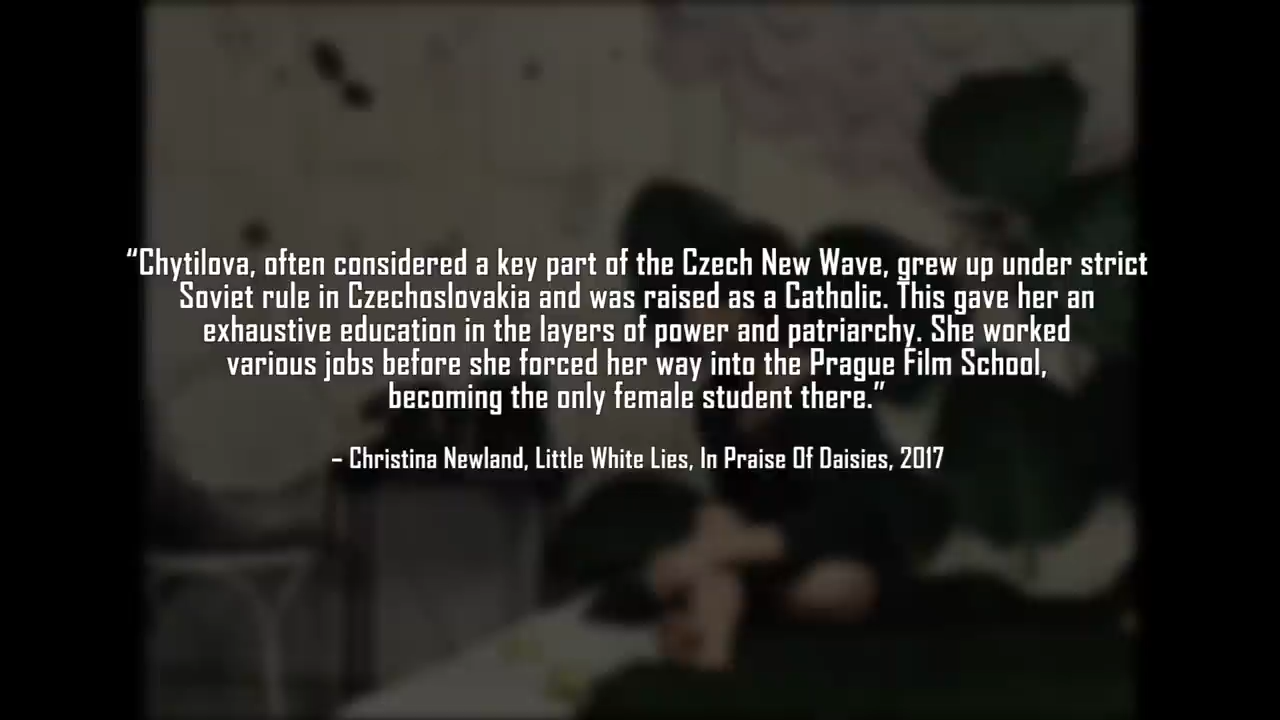 “Chytilova, often considered a key part of the Czech New Wave, grew up under strict
Soviet rule in Czechoslovakia and was raised as a Catholic. This gave her an
exhaustive education in the layers of power and patriarchy. She worked
various jobs before she forced her way into the Prague Film School,
becoming the only female student there.”
– Christina Newland, Little White Lies, In Praise Of Daisies, 2017